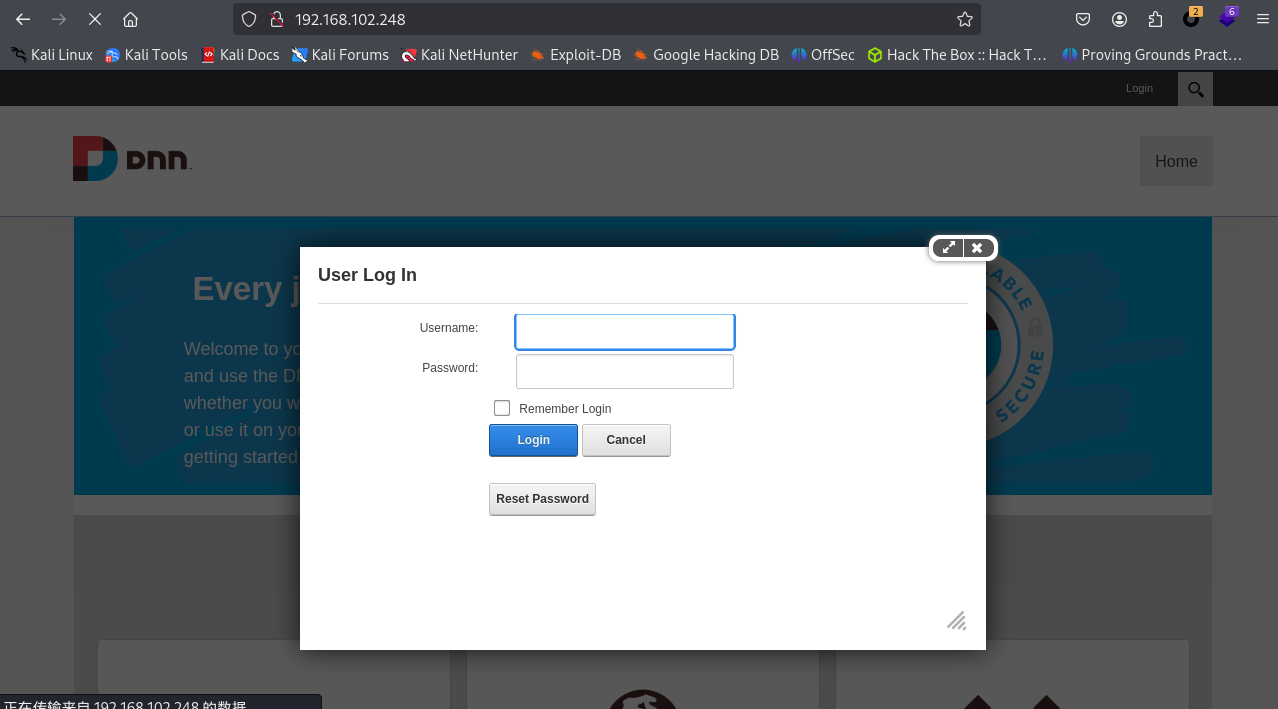 192.168.102.248
2
6
Kali Linux Kali Tools Kali Docs Kali Forums Kali NetHunter Exploit-DB Google Hacking DB OffSec Hack The Box :: Hack T… Proving Grounds Pract…
Login
DNN
Home
User Log In
Every j
ABLE
SECURE
Username:
Welcome to yo
Password:
and use the D
whether you w
Remember Login
or use it on yo
Login Cancel
getting started
Reset Password
正在传输来自 192.168.102.248 的数据